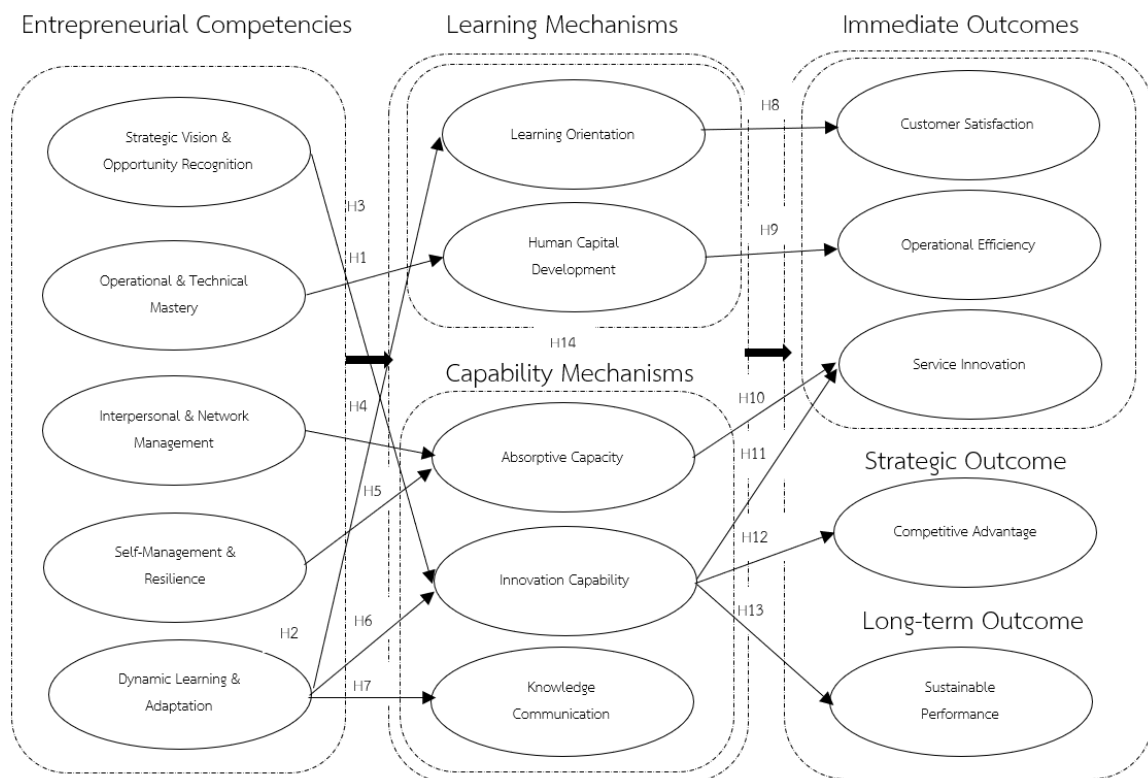 Entrepreneurial Competencies
Learning Mechanisms
Immediate Outcomes
Strategic Vision &
Opportunity Recognition
Operational & Technical
Mastery
Interpersonal & Network
Management
Self-Management &
Resilience
Dynamic Learning &
Adaptation
H3
H1
H4
H5
H2
H6
H7
Learning Orientation
Human Capital
Development
H14
Capability Mechanisms
Absorptive Capacity
Innovation Capability
Knowledge
Communication
H8
H9
H10
H11
H12
H13
Customer Satisfaction
Operational Efficiency
Service Innovation
Strategic Outcome
Competitive Advantage
Long-term Outcome
Sustainable
Performance